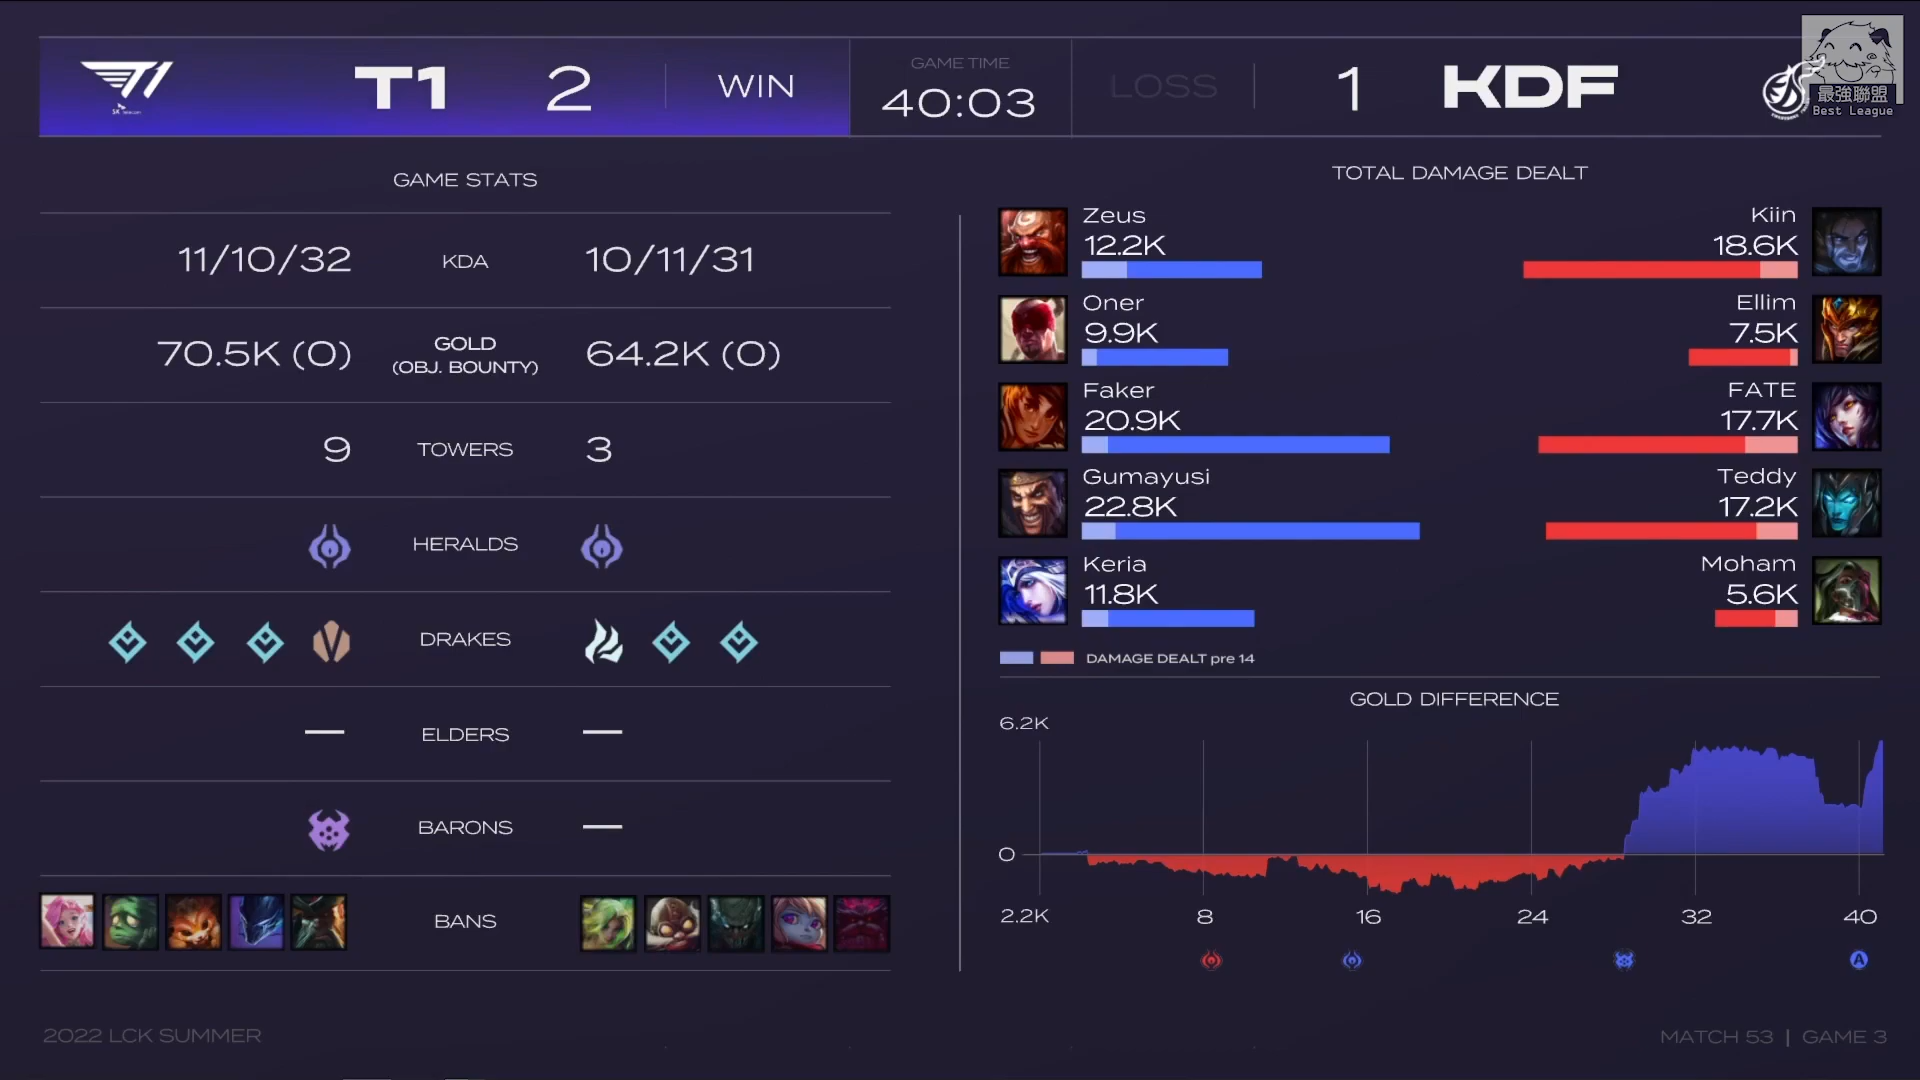 T1 2 WIN
GAME TIME
40:03
LOSS 1 KDF
最強聯盟
Best League
GAME STATS
11/10/32 KDA 10/11/31
70.5K (0) GOLD (OBJ. BOUNTY) 64.2K (0)
9 TOWERS 3
HERALDS
DRAKES
ELDERS
BARONS
BANS
TOTAL DAMAGE DEALT
Zeus Kiin
12.2K 18.6K
Oner Ellim
9.9K 7.5K
Faker FATE
20.9K 17.7K
Gumayusi Teddy
22.8K 17.2K
Keria Moham
11.8K 5.6K
DAMAGE DEALT pre 14
GOLD DIFFERENCE
6.2K
0
2.2K 8 16 24 32 40
A
2022 LCK SUMMER
MATCH 53 | GAME 3